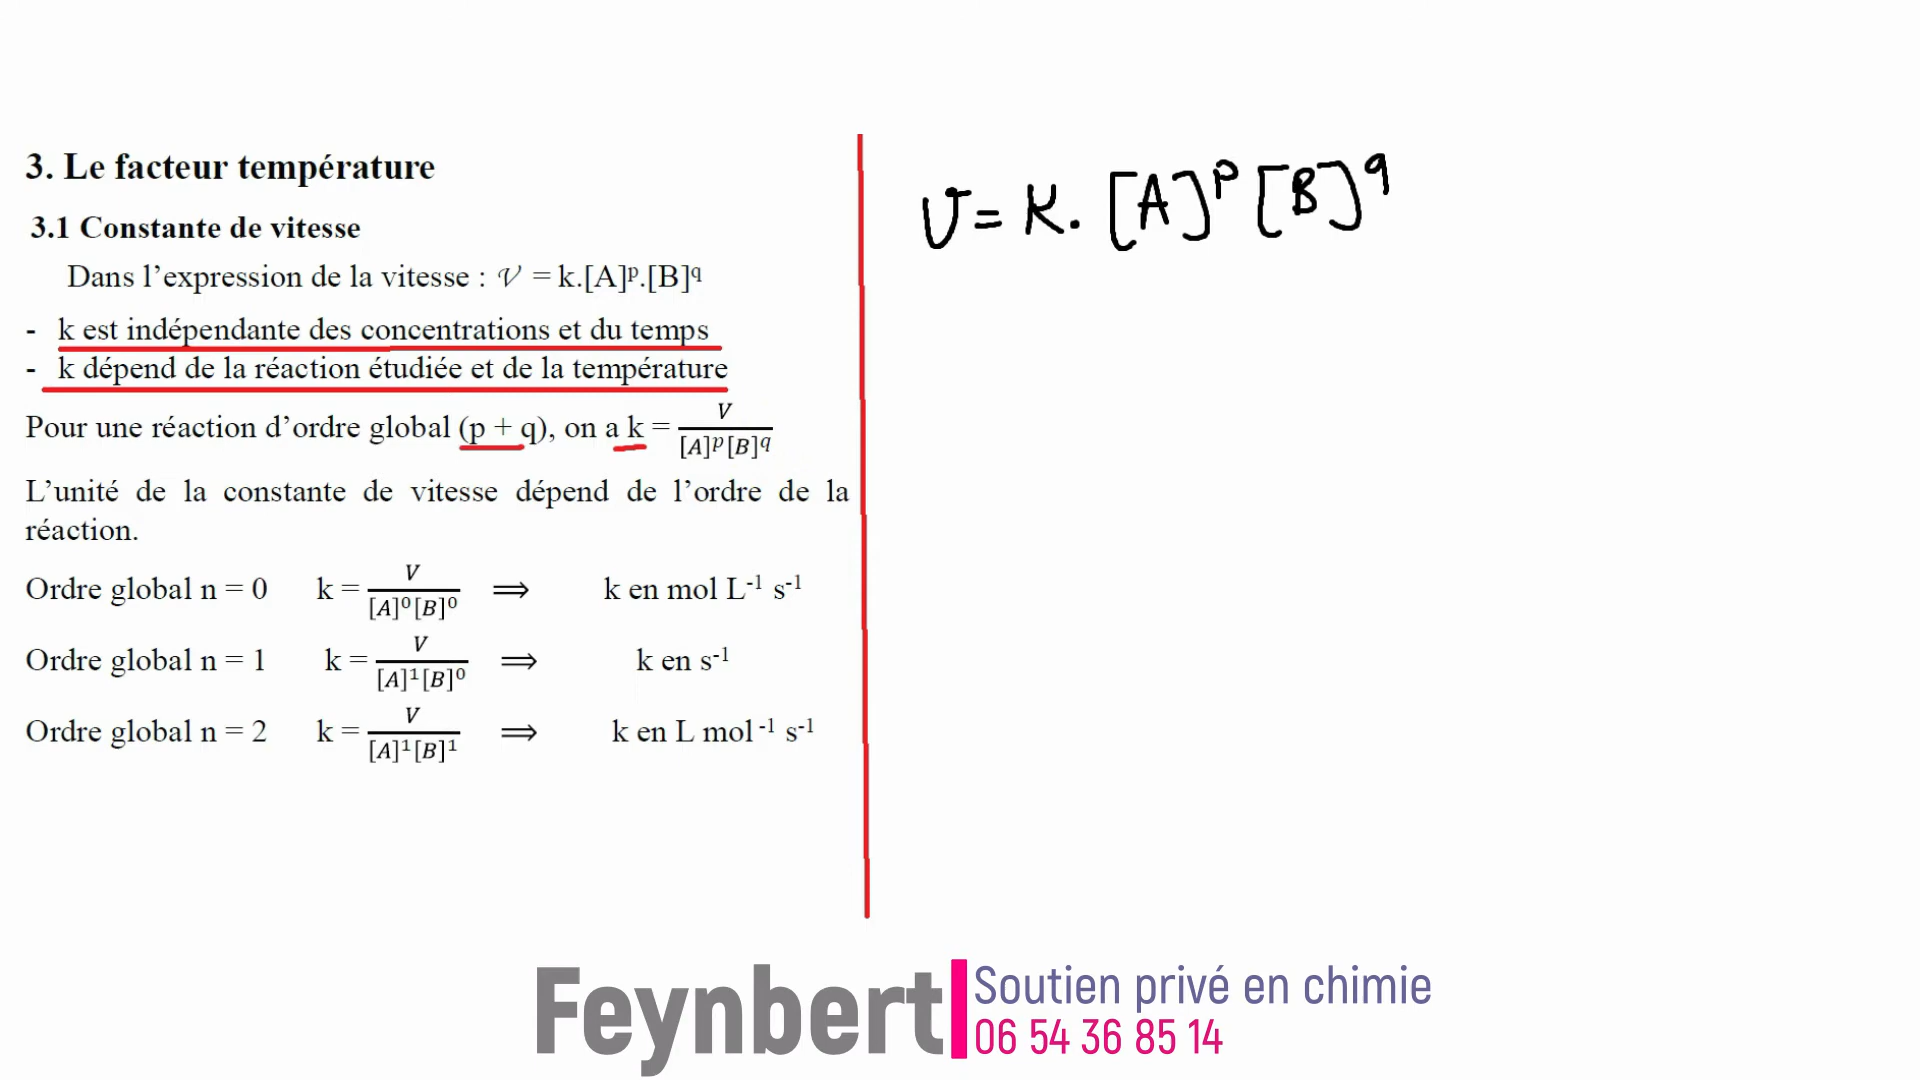 3. Le facteur température
3.1 Constante de vitesse
Dans l’expression de la vitesse : 𝒱 = k.[A]ᵖ.[B]^q
- k est indépendante des concentrations et du temps
- k dépend de la réaction étudiée et de la température
Pour une réaction d’ordre global (p + q), on a k = V / [A]ᵖ[B]^q
L’unité de la constante de vitesse dépend de l’ordre de la
réaction.
Ordre global n = 0 k = V / [A]⁰[B]⁰ ⟹ k en mol L⁻¹ s⁻¹
Ordre global n = 1 k = V / [A]¹[B]⁰ ⟹ k en s⁻¹
Ordre global n = 2 k = V / [A]¹[B]¹ ⟹ k en L mol⁻¹ s⁻¹
V = K. [A]ᵖ [B]^q
Feynbert
Soutien privé en chimie
06 54 36 85 14